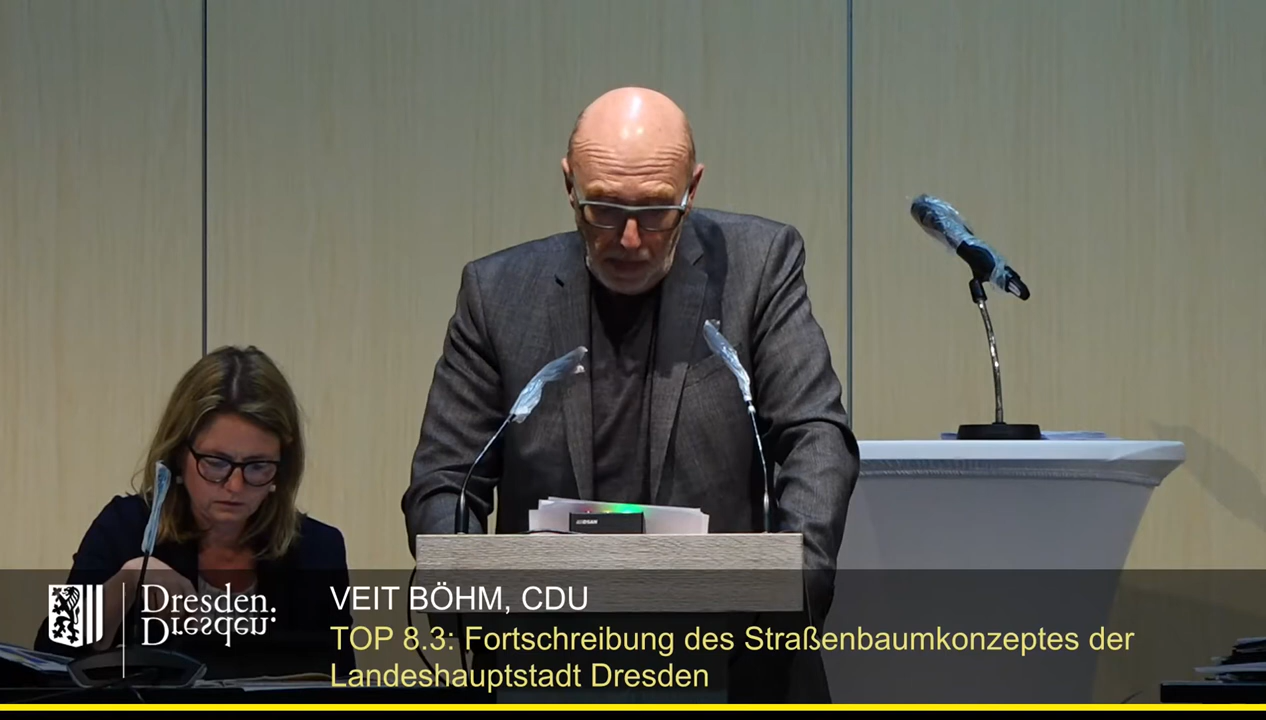 Dresden.
Dresden.
VEIT BÖHM, CDU
TOP 8.3: Fortschreibung des Straßenbaumkonzeptes der
Landeshauptstadt Dresden